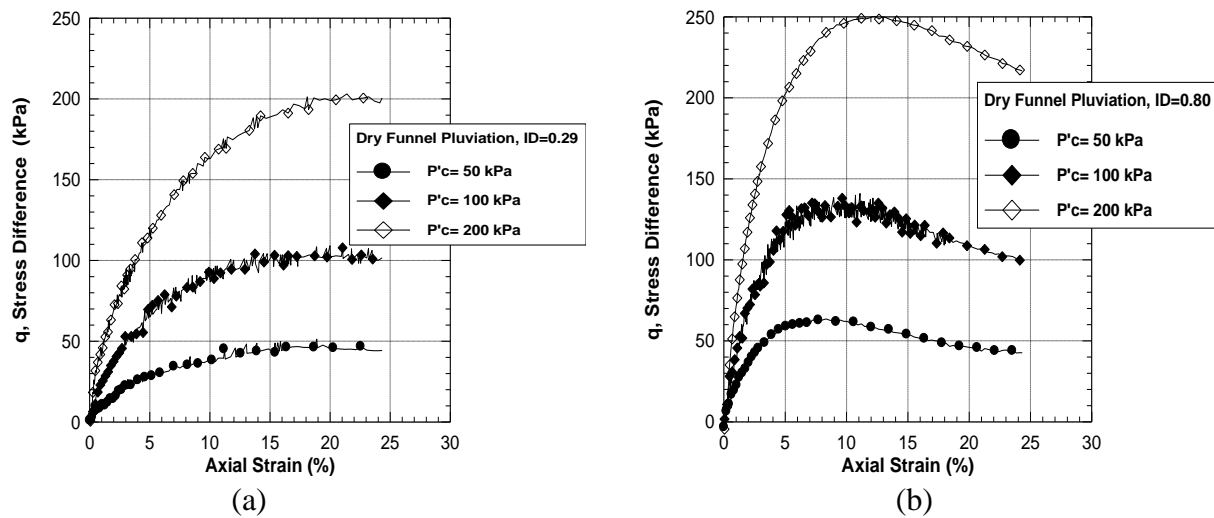 q, Stress Difference (kPa)
250
200
150
100
50
0
Dry Funnel Pluviation, ID=0.29
P'c= 50 kPa
P'c= 100 kPa
P'c= 200 kPa
0 5 10 15 20 25 30
Axial Strain (%)
(a)
q, Stress Difference (kPa)
250
200
150
100
50
0
Dry Funnel Pluviation, ID=0.80
P'c= 50 kPa
P'c= 100 kPa
P'c= 200 kPa
0 5 10 15 20 25 30
Axial Strain (%)
(b)